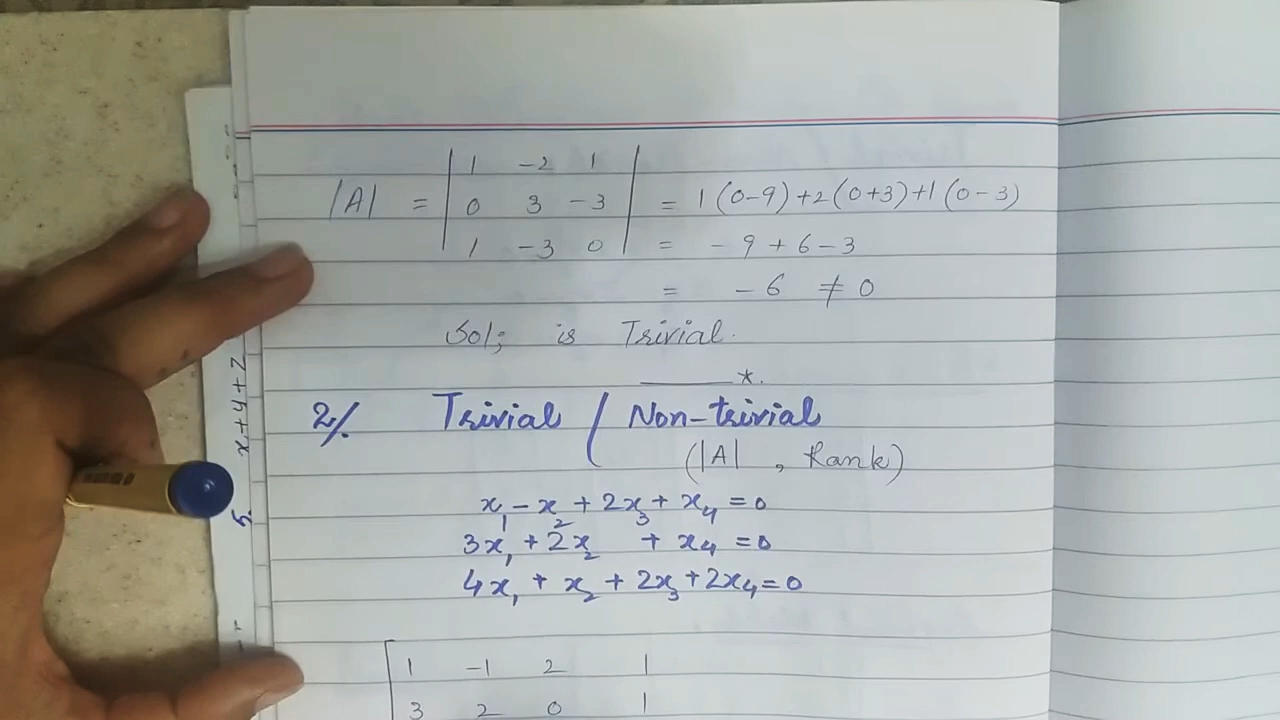 |A| = | 1 -2 1 | = 1(0-9)+2(0+3)+1(0-3)
| 0 3 -3 |
| 1 -3 0 | = -9+6-3
= -6 ≠ 0
Sol; is Trivial.
*.
2/. Trivial / Non-trivial
(|A| , Rank)
x₁ - x₂ + 2x₃ + x₄ = 0
3x₁ + 2x₂ + x₄ = 0
4x₁ + x₂ + 2x₃ + 2x₄ = 0
1 -1 2 1
3 2 0 1
x+y+z
5.